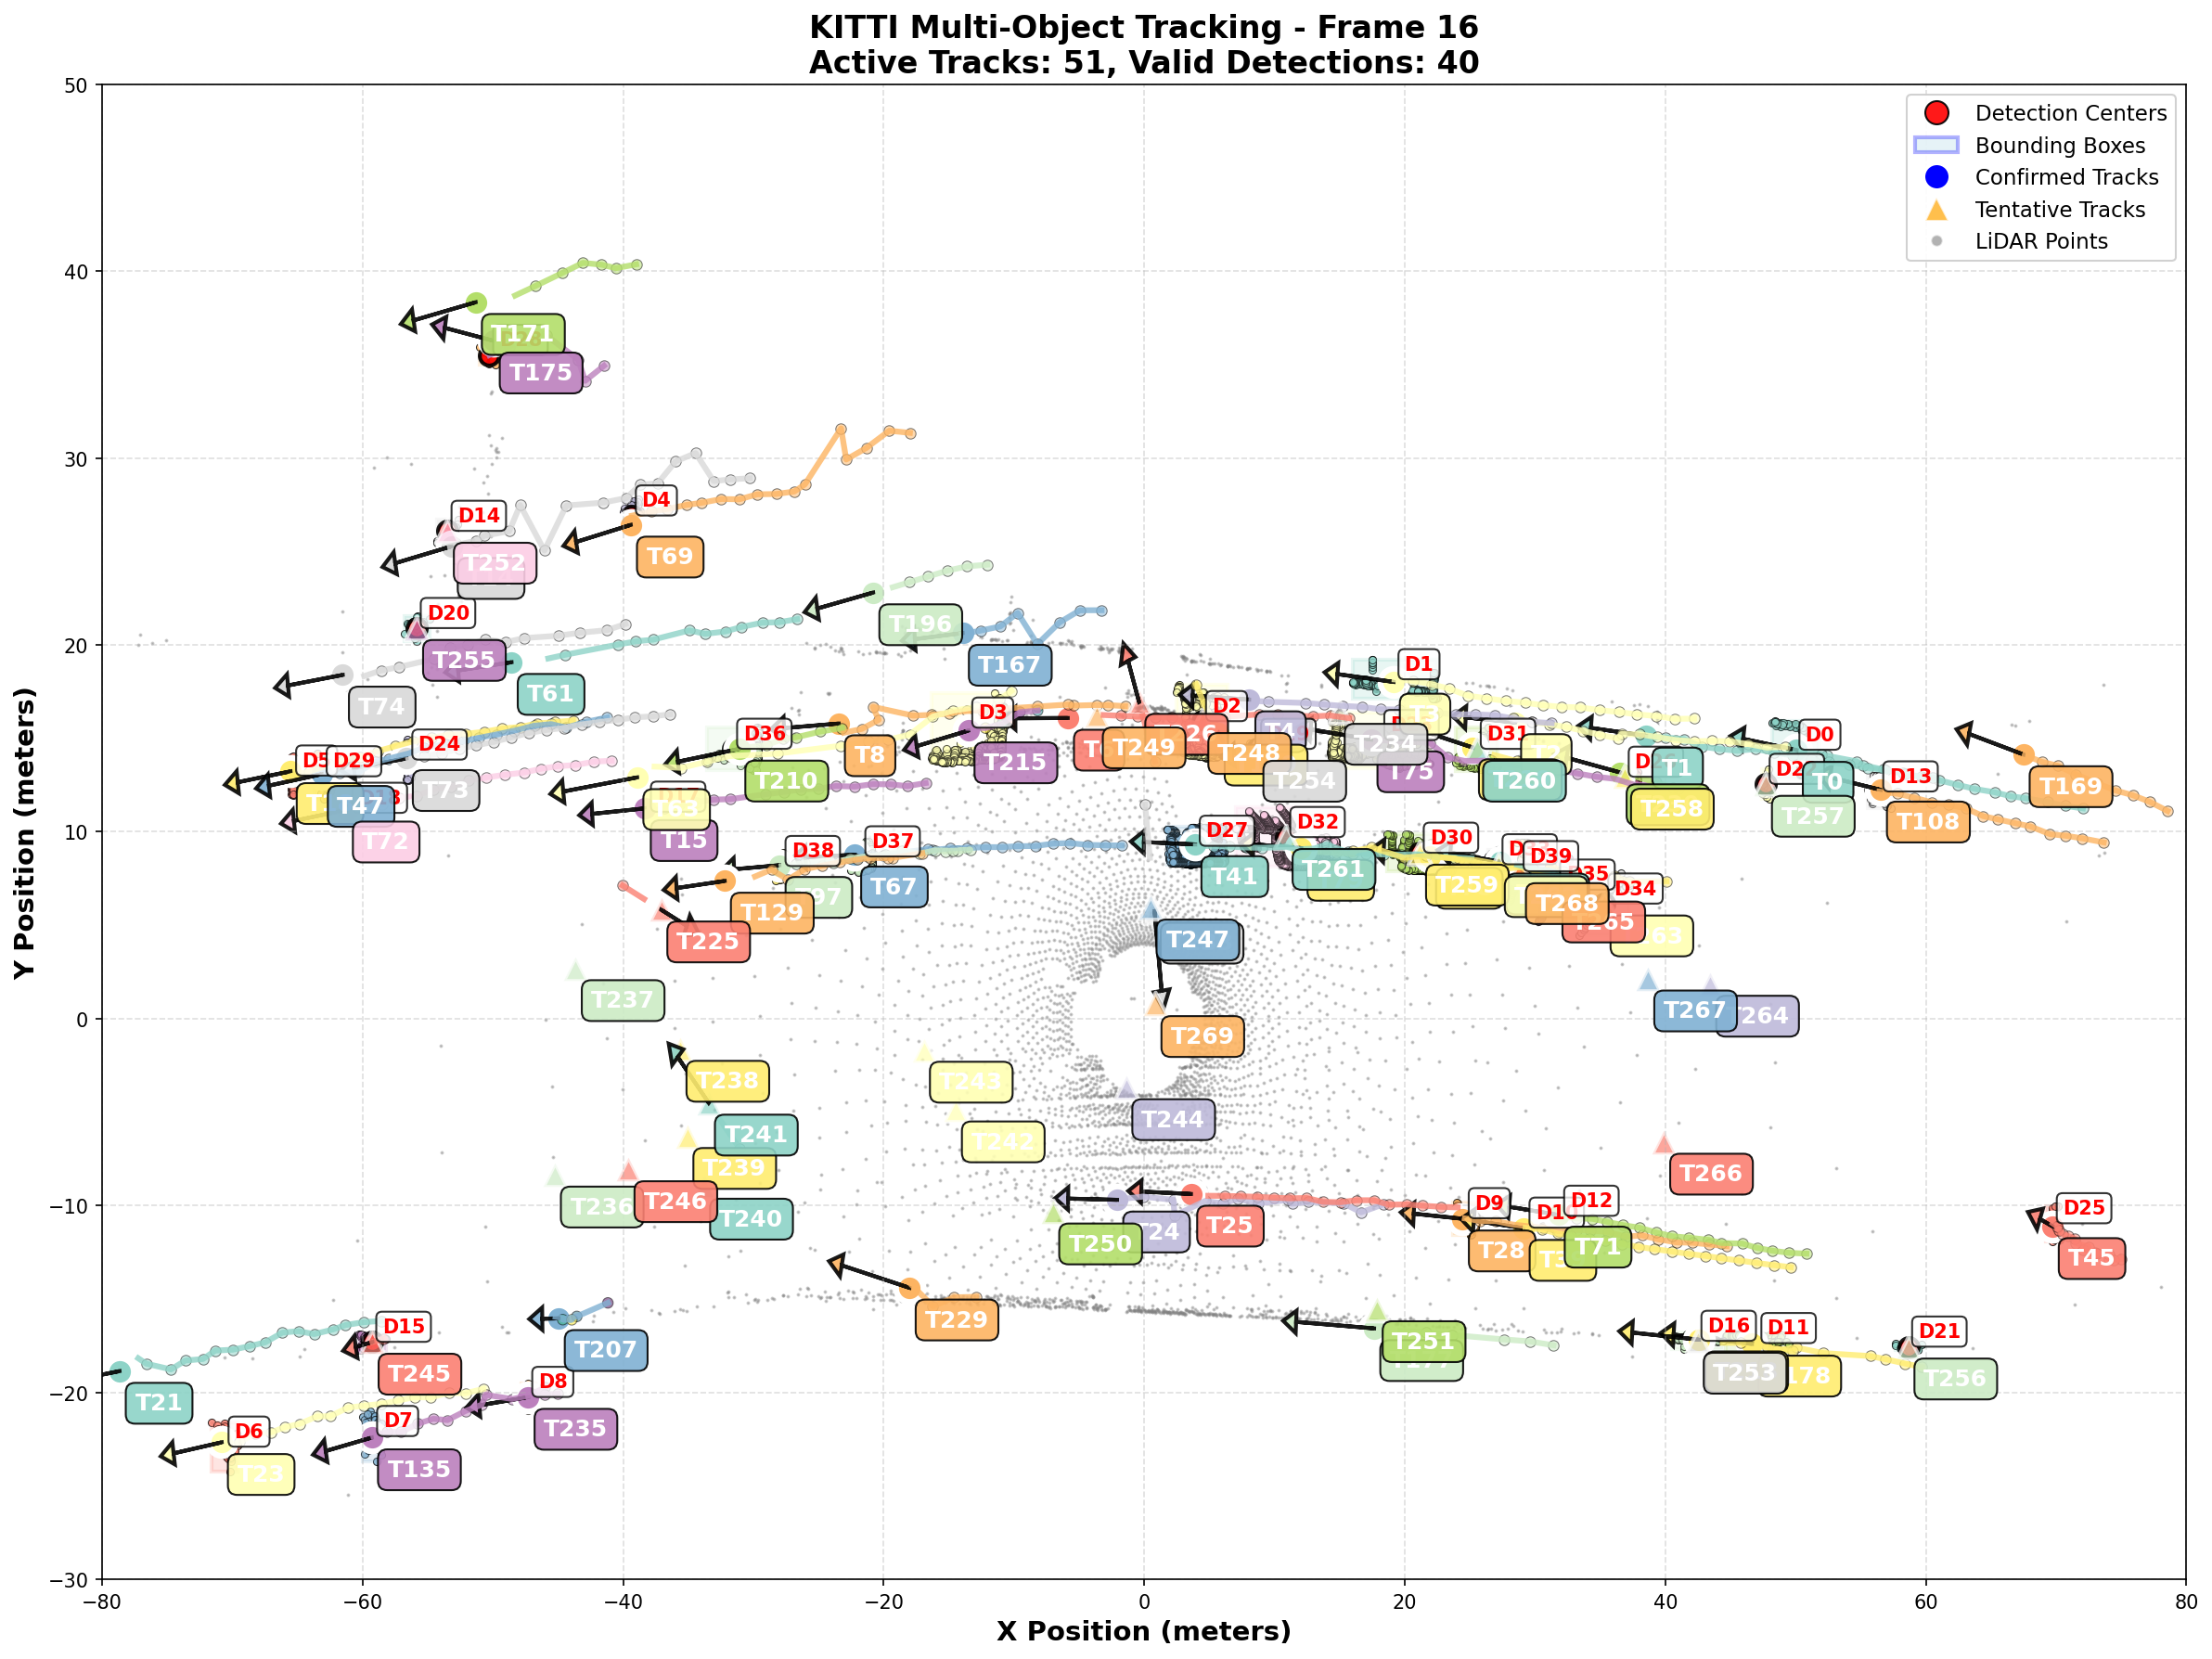 KITTI Multi-Object Tracking - Frame 16
Active Tracks: 51, Valid Detections: 40
Detection Centers
Bounding Boxes
Confirmed Tracks
Tentative Tracks
LiDAR Points
Y Position (meters)
50
40
30
20
10
0
−10
−20
−30
T171
T175
D4
D14
T69
T252
D20
T196
T255
T167
T61
T74
D1
D2
D3
D0
D36
D24
D29
D31
T8
T215
T249
T248
T234
T254
T75
T260
T1
T0
D13
T169
T210
T73
T47
T63
T258
T257
T108
T15
T72
D27
D32
D30
D37
D38
D39
D34
T41
T261
T259
T67
T129
T268
T225
T247
T237
T267
T269
T238
T243
T244
T241
T242
T239
T266
T236
T246
T240
D9
D12
D25
T25
T250
T28
T71
T45
T229
D15
T207
T251
D16
D11
D21
T245
T253
T256
T21
D8
D7
T235
D6
T23
T135
−80
−60
−40
−20
0
20
40
60
80
X Position (meters)